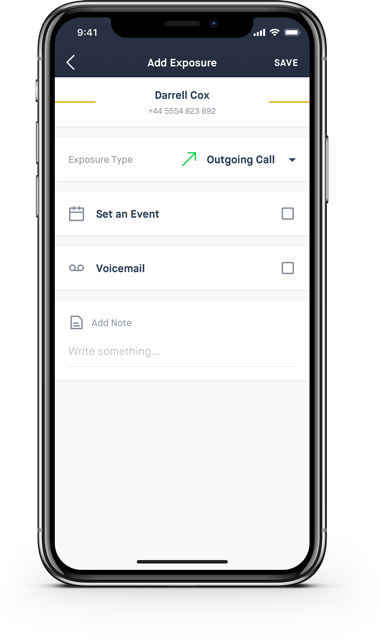 9:41
Add Exposure
SAVE
Darrell Cox
+44 5554 823 892
Exposure Type
Outgoing Call
Set an Event
Voicemail
Add Note
Write something...